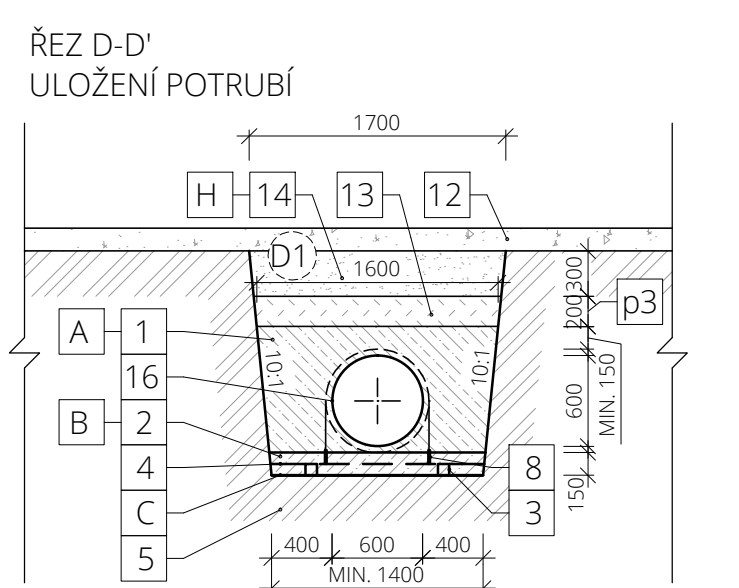 ŘEZ D-D'
ULOŽENÍ POTRUBÍ
1700
H 14 13 12
D1
1600
300
200
p3
A 1
10:1
10:1
16
600
MIN. 150
B 2
4
8
C
3
150
5
400 600 400
MIN. 1400